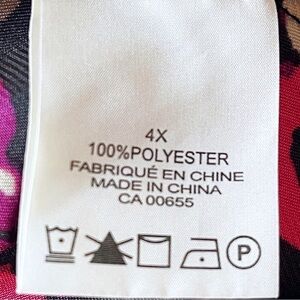 4X
100%POLYESTER
FABRIQUÉ EN CHINE
MADE IN CHINA
CA 00655
P